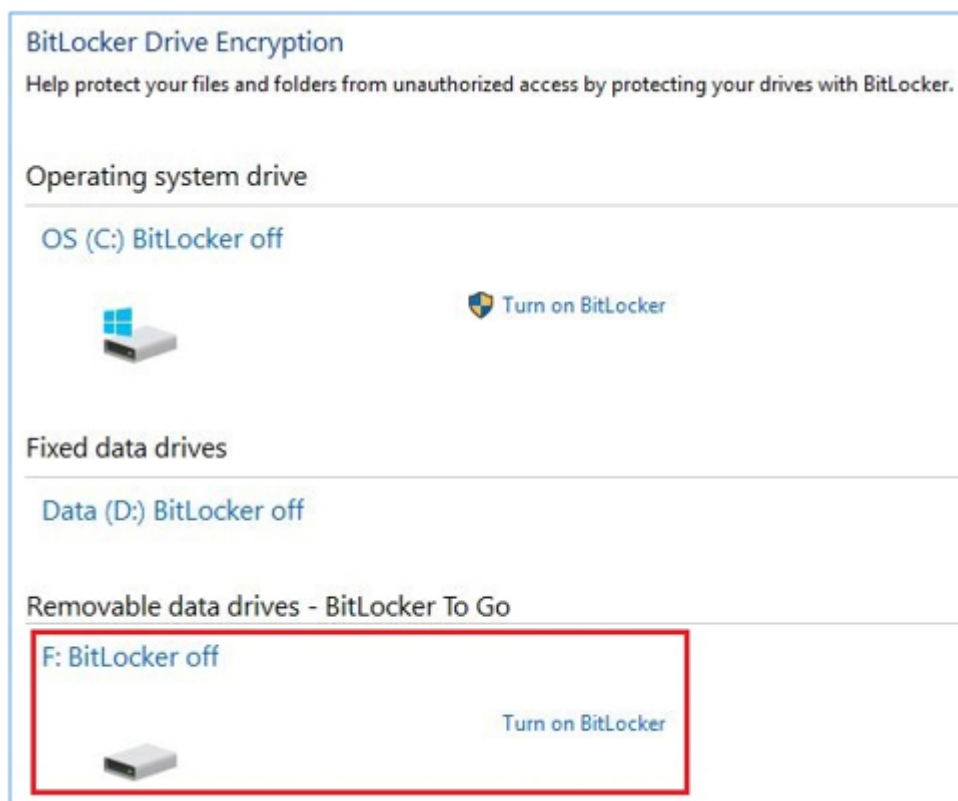 BitLocker Drive Encryption
Help protect your files and folders from unauthorized access by protecting your drives with BitLocker.
Operating system drive
OS (C:) BitLocker off
Turn on BitLocker
Fixed data drives
Data (D:) BitLocker off
Removable data drives - BitLocker To Go
F: BitLocker off
Turn on BitLocker